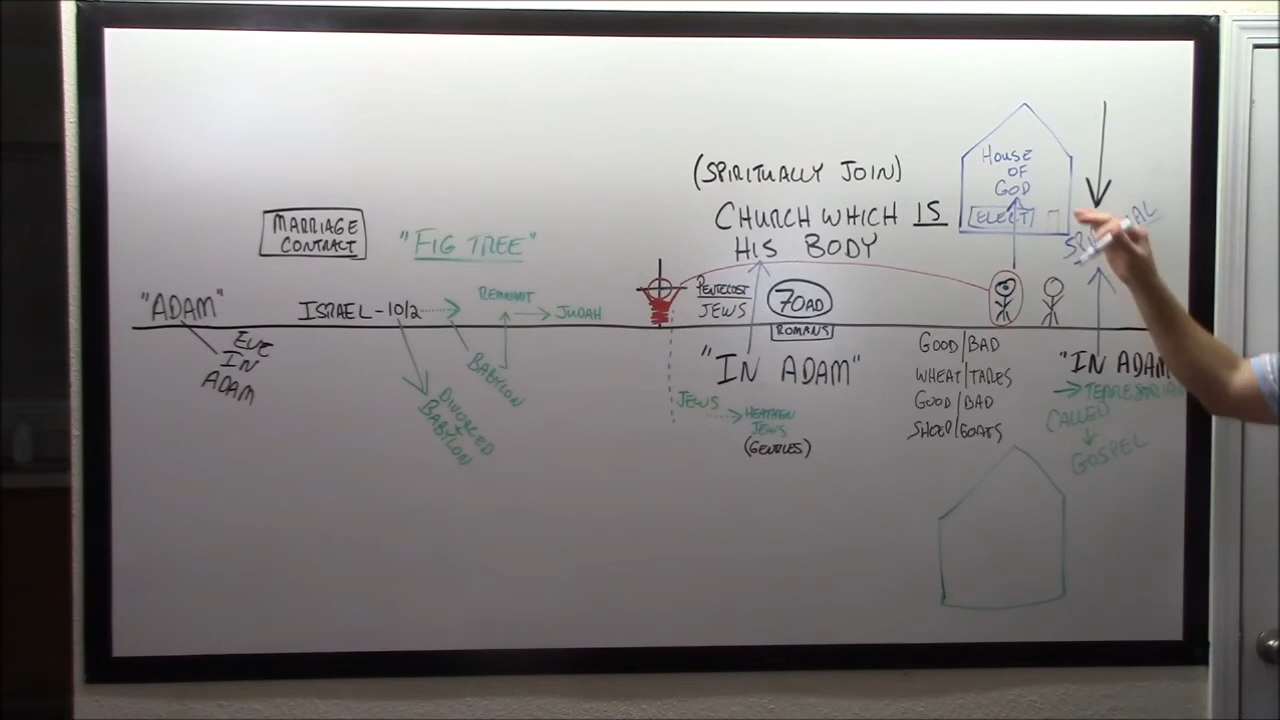 "ADAM"
EVE
IN
ADAM
MARRIAGE
CONTRACT
"FIG TREE"
ISRAEL - 10/2
REMNANT
JUDAH
BABYLON
DIVORCED
BABYLON
(SPIRITUALLY JOIN)
CHURCH WHICH IS
HIS BODY
PENTECOST
JEWS
70AD
ROMANS
"IN ADAM"
JEWS
HEATHEN
JEWS
(GENTILES)
HOUSE
OF
GOD
ELECT
GOOD/BAD
WHEAT/TARES
GOOD/BAD
SHEEP/GOATS
"IN ADAM
TERRESTRIAL
CALLED
GOSPEL